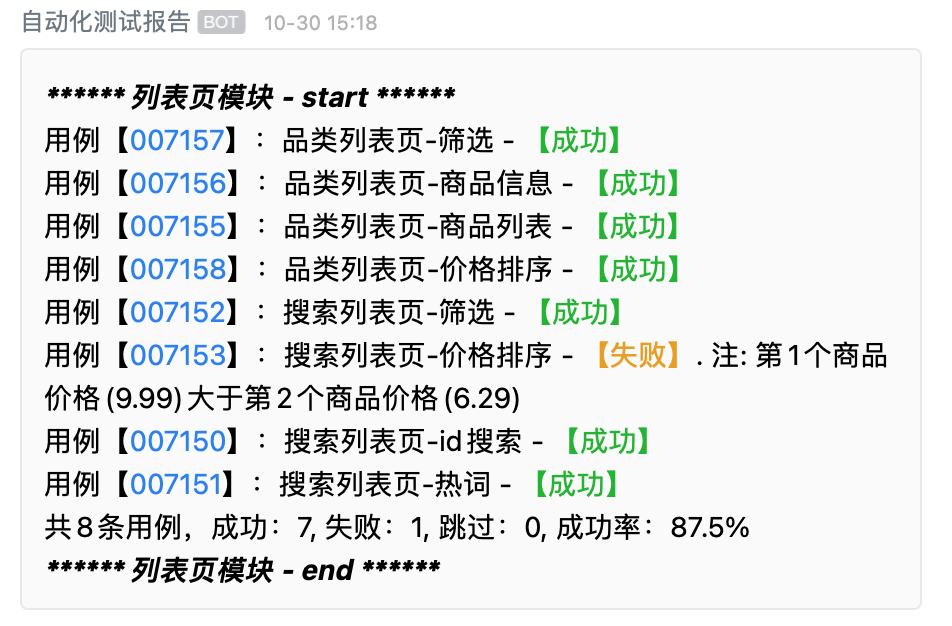 自动化测试报告 BOT 10-30 15:18
****** 列表页模块 - start ******
用例【007157】：品类列表页-筛选 - 【成功】
用例【007156】：品类列表页-商品信息 - 【成功】
用例【007155】：品类列表页-商品列表 - 【成功】
用例【007158】：品类列表页-价格排序 - 【成功】
用例【007152】：搜索列表页-筛选 - 【成功】
用例【007153】：搜索列表页-价格排序 - 【失败】. 注: 第1个商品
价格(9.99)大于第2个商品价格(6.29)
用例【007150】：搜索列表页-id搜索 - 【成功】
用例【007151】：搜索列表页-热词 - 【成功】
共8条用例，成功：7, 失败：1, 跳过：0, 成功率：87.5%
****** 列表页模块 - end ******